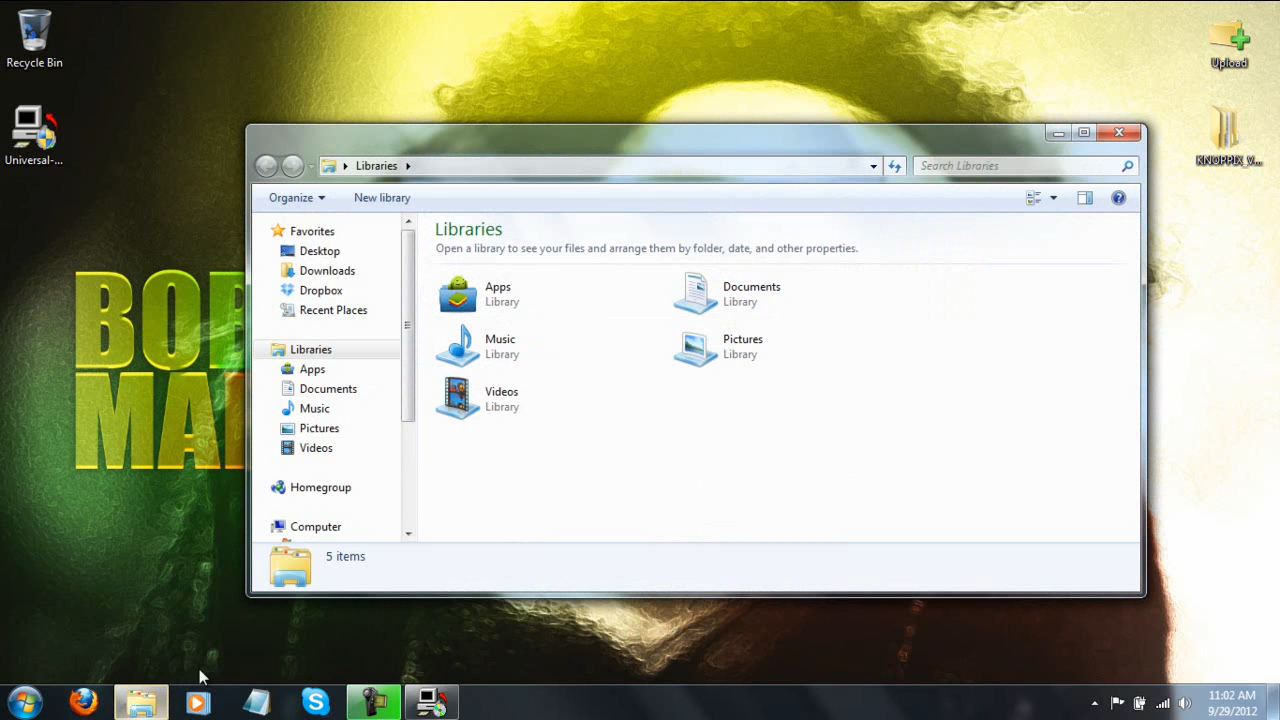 Recycle Bin
Universal-...
Upload
KNOPPIX_V...
BOB
MAR
Libraries
Search Libraries
Organize
New library
Favorites
Desktop
Downloads
Dropbox
Recent Places
Libraries
Apps
Documents
Music
Pictures
Videos
Homegroup
Computer
Libraries
Open a library to see your files and arrange them by folder, date, and other properties.
Apps
Library
Documents
Library
Music
Library
Pictures
Library
Videos
Library
5 items
11:02 AM
9/29/2012